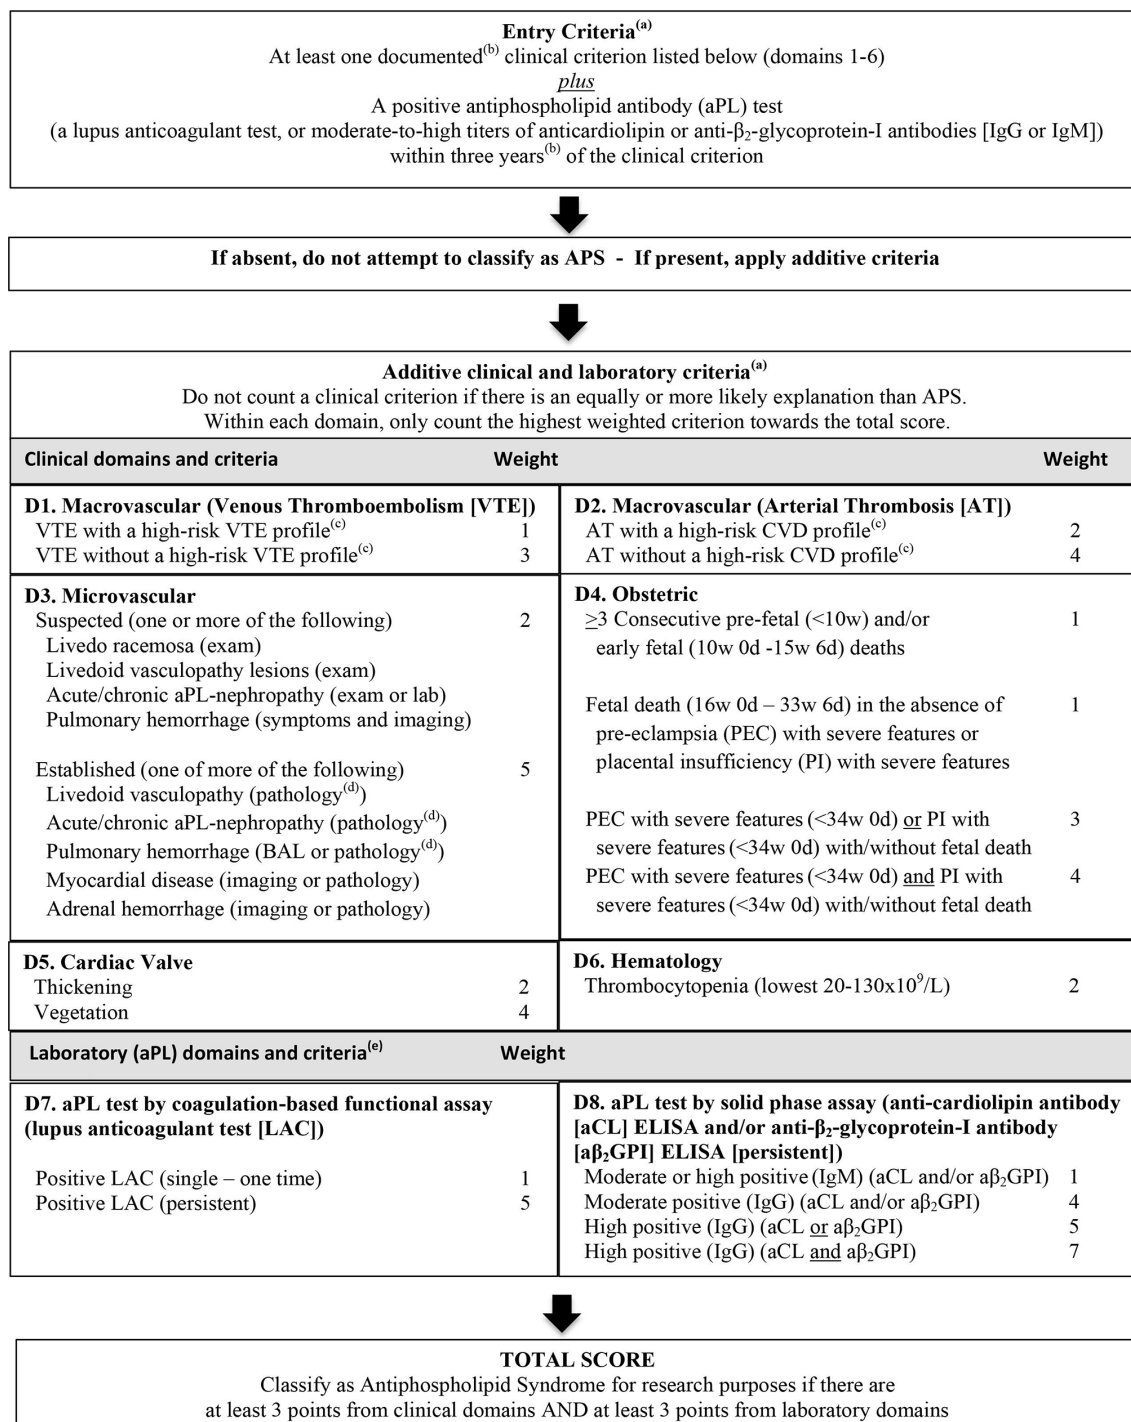 Entry Criteria(a)
At least one documented(b) clinical criterion listed below (domains 1-6)
plus
A positive antiphospholipid antibody (aPL) test
(a lupus anticoagulant test, or moderate-to-high titers of anticardiolipin or anti-β2-glycoprotein-I antibodies [IgG or IgM])
within three years(b) of the clinical criterion
If absent, do not attempt to classify as APS - If present, apply additive criteria
Additive clinical and laboratory criteria(a)
Do not count a clinical criterion if there is an equally or more likely explanation than APS.
Within each domain, only count the highest weighted criterion towards the total score.
Clinical domains and criteria Weight Weight
D1. Macrovascular (Venous Thromboembolism [VTE])
VTE with a high-risk VTE profile(c) 1
VTE without a high-risk VTE profile(c) 3
D2. Macrovascular (Arterial Thrombosis [AT])
AT with a high-risk CVD profile(c) 2
AT without a high-risk CVD profile(c) 4
D3. Microvascular
Suspected (one or more of the following) 2
Livedo racemosa (exam)
Livedoid vasculopathy lesions (exam)
Acute/chronic aPL-nephropathy (exam or lab)
Pulmonary hemorrhage (symptoms and imaging)
Established (one of more of the following) 5
Livedoid vasculopathy (pathology(d))
Acute/chronic aPL-nephropathy (pathology(d))
Pulmonary hemorrhage (BAL or pathology(d))
Myocardial disease (imaging or pathology)
Adrenal hemorrhage (imaging or pathology)
D4. Obstetric
≥3 Consecutive pre-fetal (<10w) and/or 1
early fetal (10w 0d -15w 6d) deaths
Fetal death (16w 0d – 33w 6d) in the absence of 1
pre-eclampsia (PEC) with severe features or
placental insufficiency (PI) with severe features
PEC with severe features (<34w 0d) or PI with 3
severe features (<34w 0d) with/without fetal death
PEC with severe features (<34w 0d) and PI with 4
severe features (<34w 0d) with/without fetal death
D5. Cardiac Valve
Thickening 2
Vegetation 4
D6. Hematology
Thrombocytopenia (lowest 20-130x10⁹/L) 2
Laboratory (aPL) domains and criteria(e) Weight
D7. aPL test by coagulation-based functional assay
(lupus anticoagulant test [LAC])
Positive LAC (single – one time) 1
Positive LAC (persistent) 5
D8. aPL test by solid phase assay (anti-cardiolipin antibody
[aCL] ELISA and/or anti-β2-glycoprotein-I antibody
[aβ2GPI] ELISA [persistent])
Moderate or high positive (IgM) (aCL and/or aβ2GPI) 1
Moderate positive (IgG) (aCL and/or aβ2GPI) 4
High positive (IgG) (aCL or aβ2GPI) 5
High positive (IgG) (aCL and aβ2GPI) 7
TOTAL SCORE
Classify as Antiphospholipid Syndrome for research purposes if there are
at least 3 points from clinical domains AND at least 3 points from laboratory domains